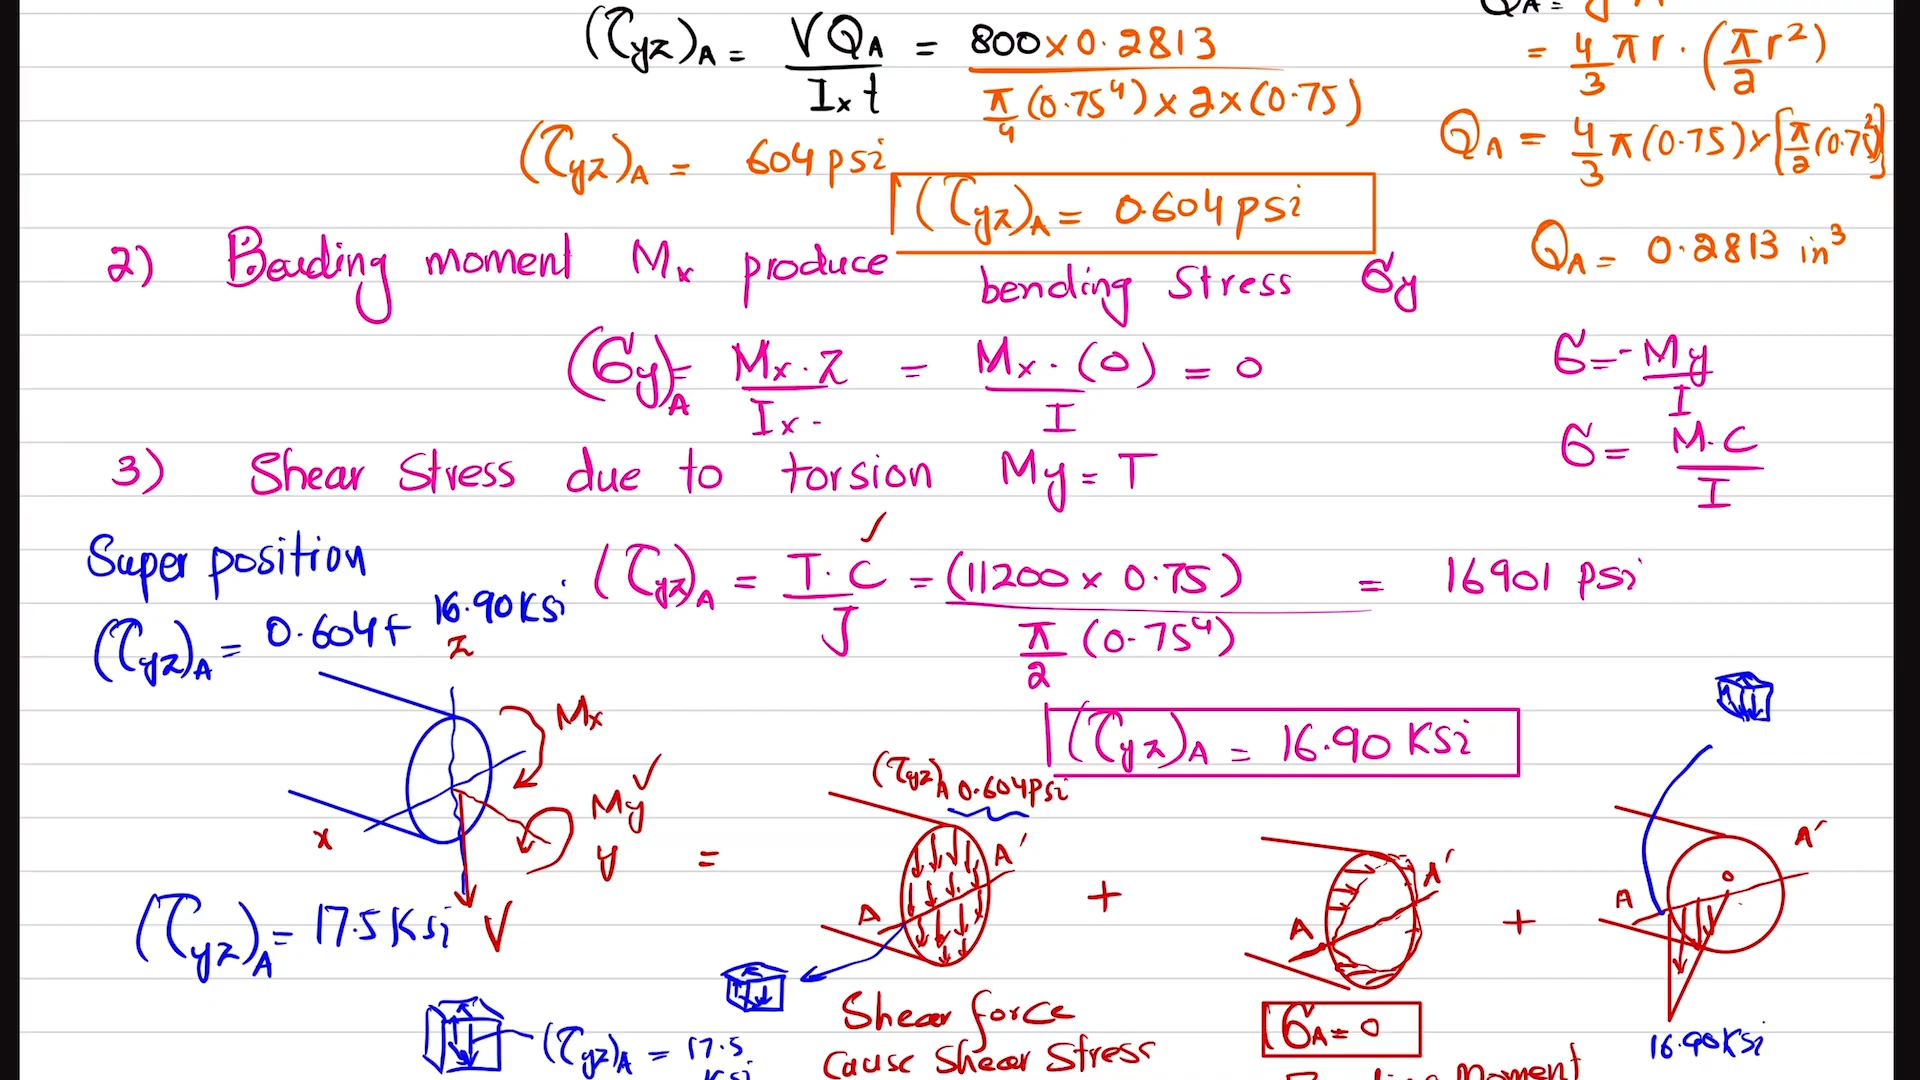 (τyz)A = VQA / Ix t = 800 x 0.2813 / π/4 (0.75⁴) x 2 x (0.75)
= 4/3 π r · (π/2 r²)
(τyz)A = 604 psi
QA = 4/3 π (0.75) x [π/2 (0.75²)]
(τyz)A = 0.604 psi
QA = 0.2813 in³
2) Bending moment Mx produce bending stress σy
(σy)A = Mx · z / Ix = Mx · (0) / I = 0
σ = - My / I
σ = M·C / I
3) Shear Stress due to torsion My = T
Super position
(τyz)A = T·C / J = (11200 x 0.75) / π/2 (0.75⁴) = 16901 psi
(τyz)A = 0.604 + 16.90 Ksi
(τyz)A = 16.90 Ksi
z
Mx
My
y
x
V
=
(τyz)A 0.604 psi
A
A'
+
A
A'
+
A
A'
o
(τyz)A = 17.5 Ksi
(τyz)A = 17.5 Ksi
Shear force
cause shear stress
σA = 0
Moment
16.90 Ksi